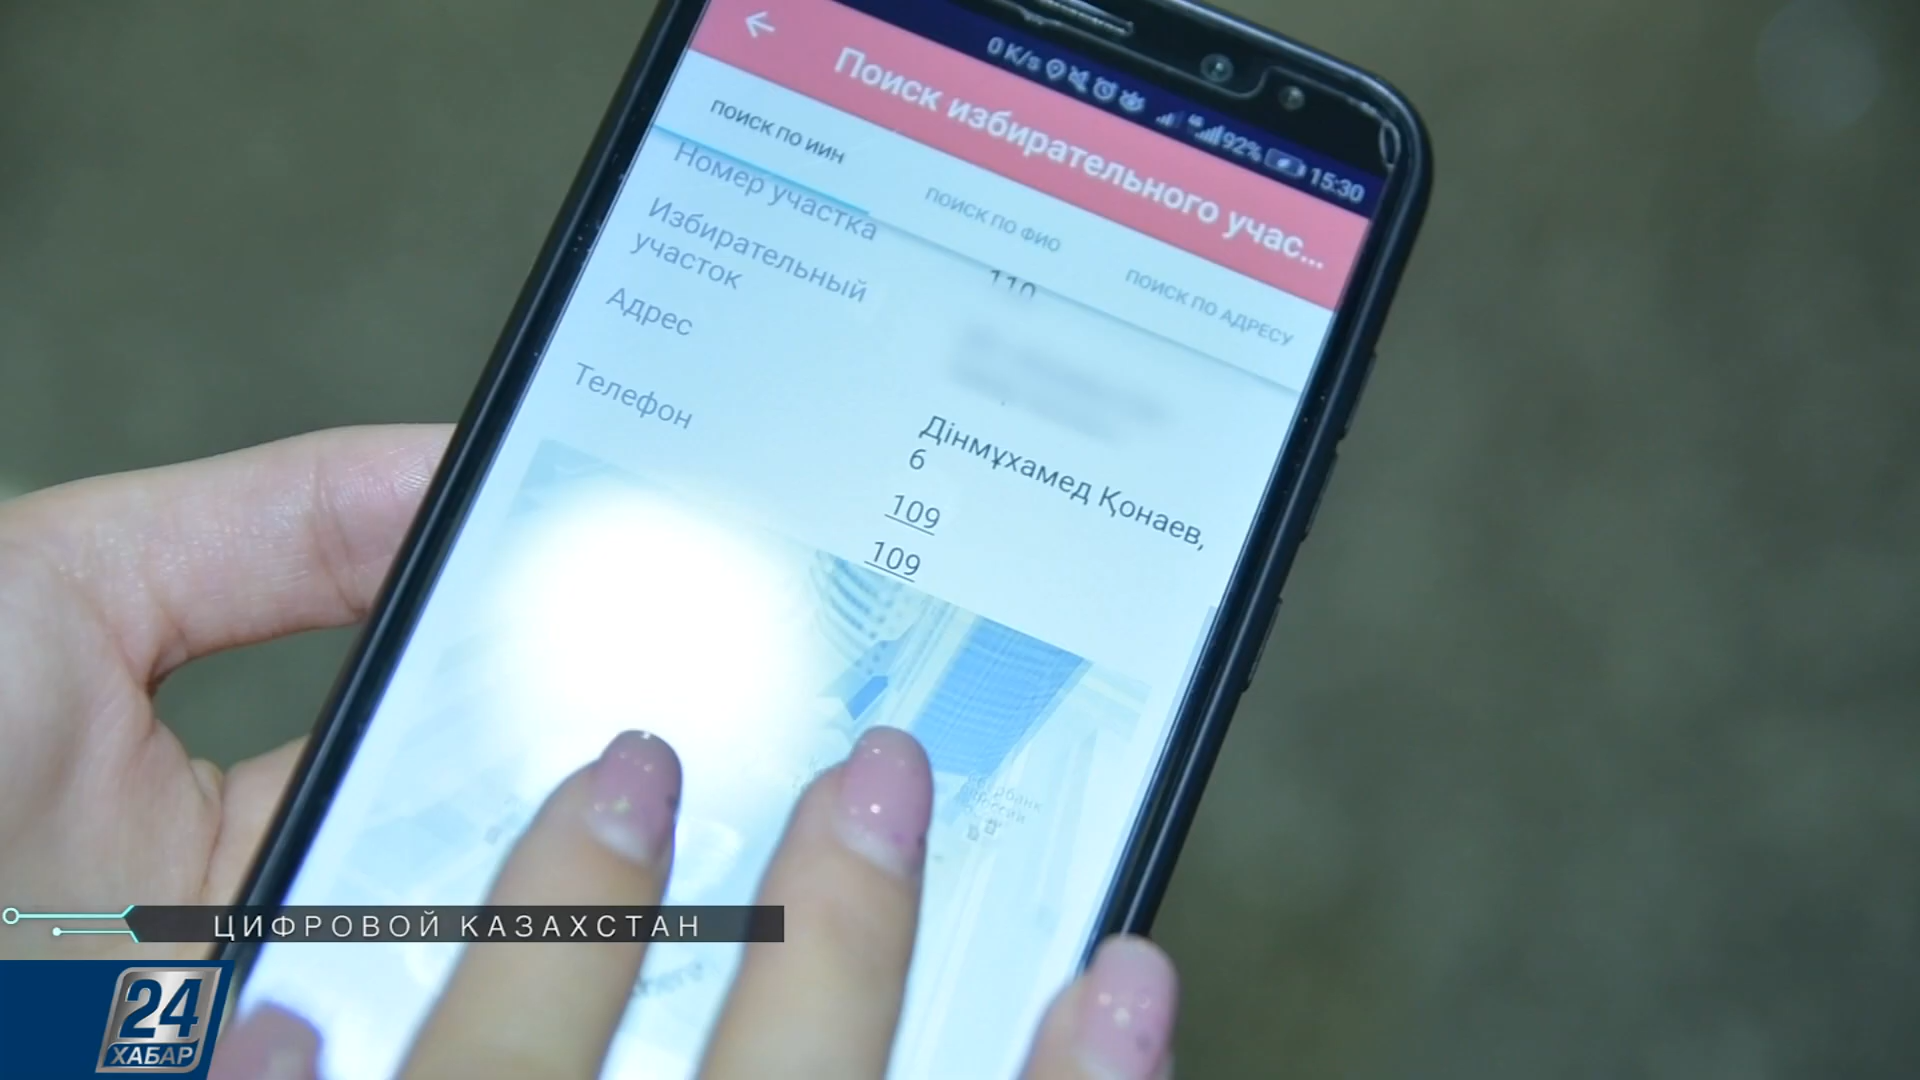 0 K/s
92%
15:30
Поиск избирательного учас...
ПОИСК ПО ИИН
ПОИСК ПО ФИО
ПОИСК ПО АДРЕСУ
Номер участка
110
Избирательный
участок
Адрес
Дінмұхамед Қонаев,
6
Телефон
109
109
ЦИФРОВОЙ КАЗАХСТАН
24
ХАБАР